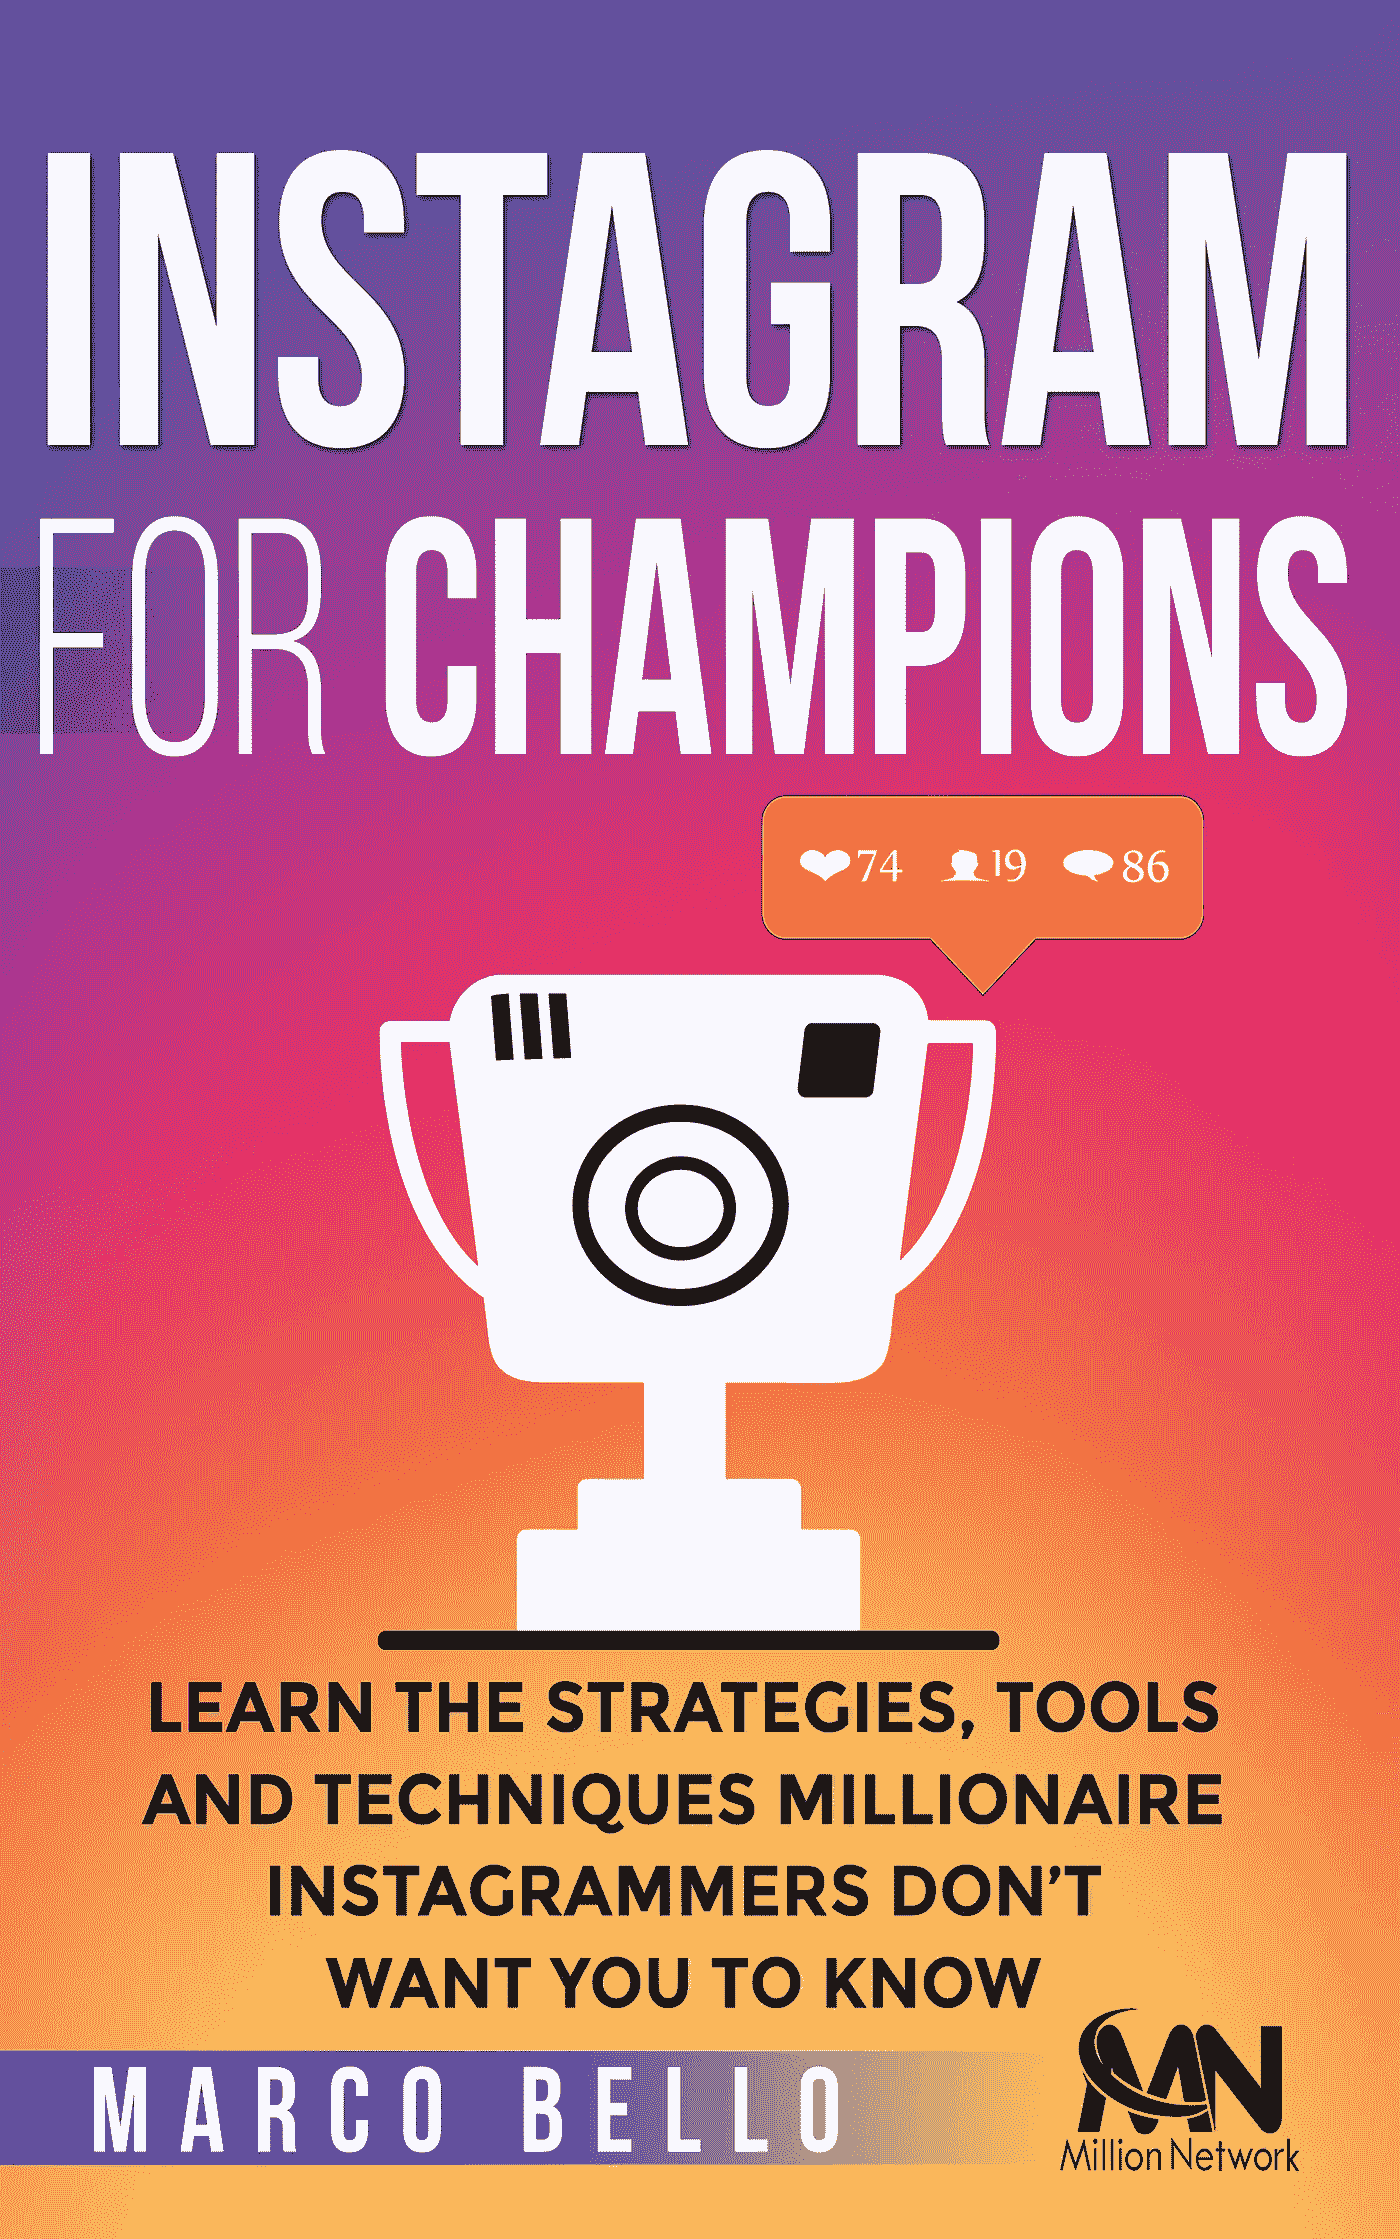 INSTAGRAM
FOR CHAMPIONS
74 19 86
LEARN THE STRATEGIES, TOOLS
AND TECHNIQUES MILLIONAIRE
INSTAGRAMMERS DON'T
WANT YOU TO KNOW
MARCO BELLO
MN
Million Network